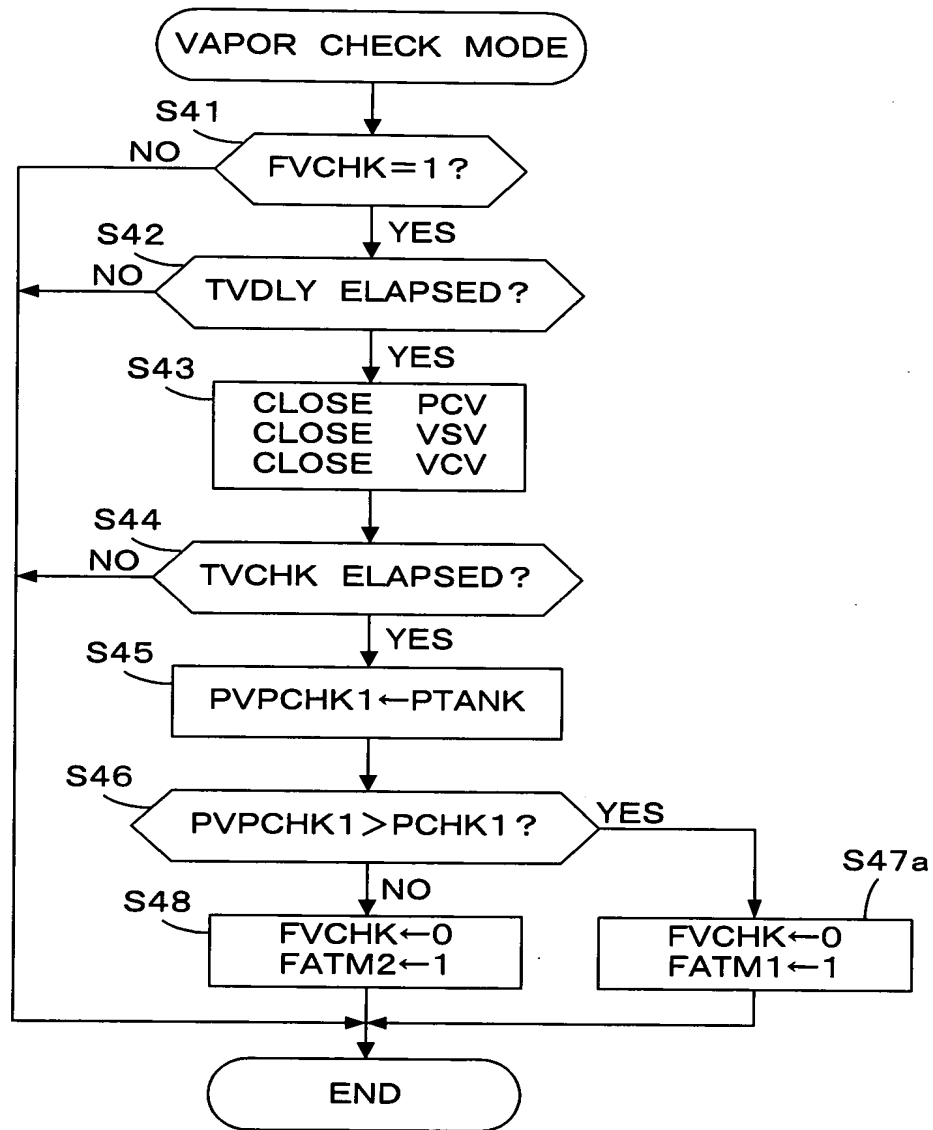 VAPOR CHECK MODE
S41
NO
FVCHK=1?
YES
S42
NO
TVDLY ELAPSED?
YES
S43
CLOSE PCV
CLOSE VSV
CLOSE VCV
S44
NO
TVCHK ELAPSED?
YES
S45
PVPCHK1←PTANK
S46
PVPCHK1>PCHK1?
YES
NO
S47a
S48
FVCHK←0
FATM2←1
FVCHK←0
FATM1←1
END